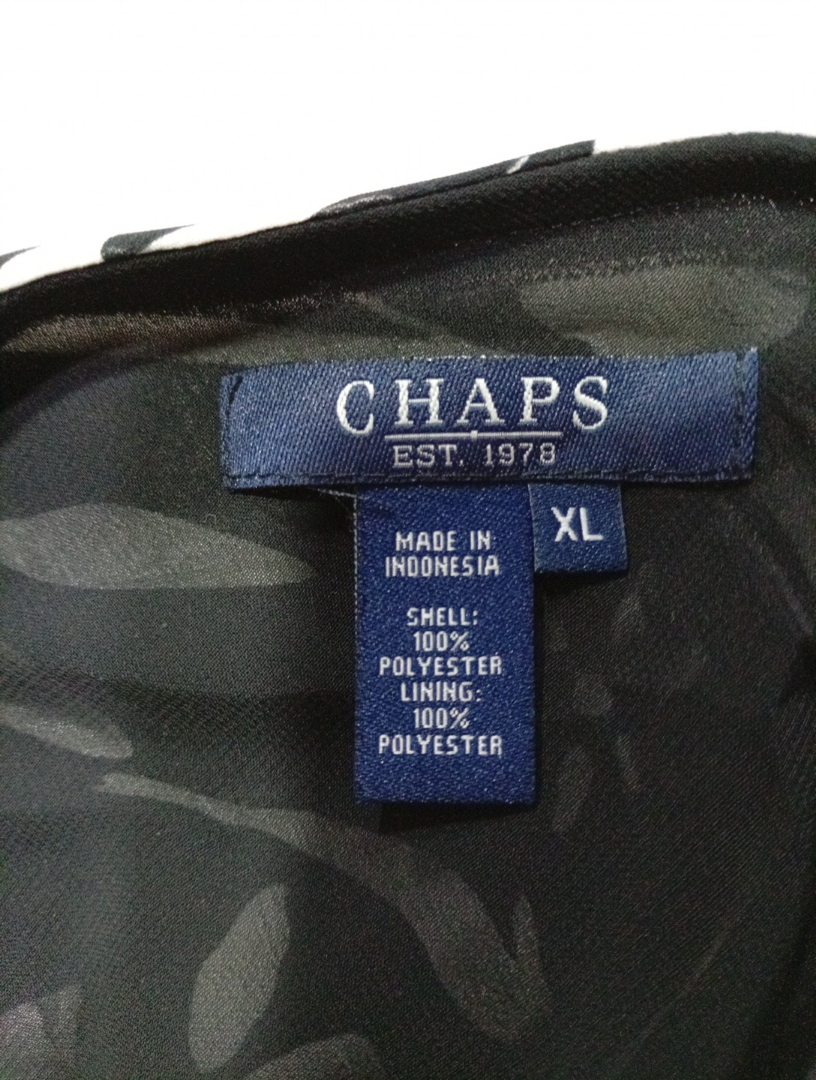 CHAPS
EST. 1978
XL
MADE IN
INDONESIA
SHELL:
100%
POLYESTER
LINING:
100%
POLYESTER